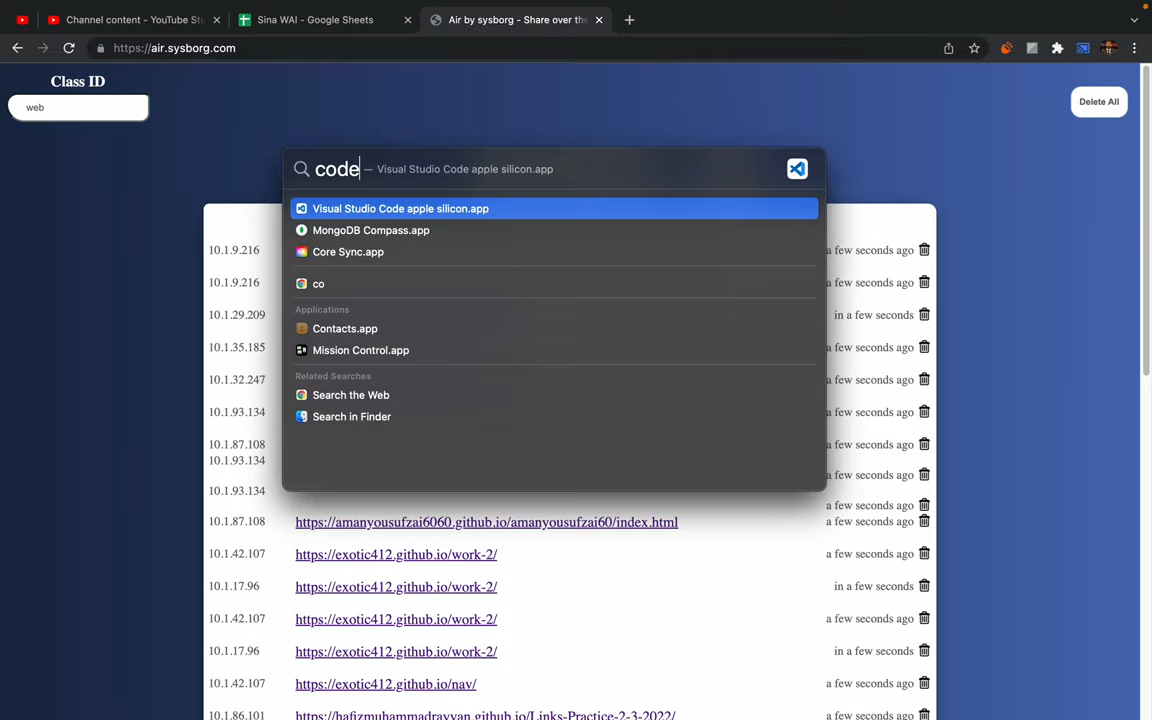 Channel content - YouTube Stu
Sina WAI - Google Sheets
Air by sysborg - Share over the
https://air.sysborg.com
Class ID
web
Delete All
code — Visual Studio Code apple silicon.app
Visual Studio Code apple silicon.app
MongoDB Compass.app
Core Sync.app
co
Applications
Contacts.app
Mission Control.app
Related Searches
Search the Web
Search in Finder
10.1.9.216 a few seconds ago
10.1.9.216 a few seconds ago
10.1.29.209 in a few seconds
10.1.35.185 a few seconds ago
10.1.32.247 a few seconds ago
10.1.93.134 a few seconds ago
10.1.87.108 a few seconds ago
10.1.93.134 a few seconds ago
10.1.93.134 a few seconds ago
10.1.87.108 https://amanyousufzai6060.github.io/amanyousufzai60/index.html a few seconds ago
10.1.42.107 https://exotic412.github.io/work-2/ a few seconds ago
10.1.17.96 https://exotic412.github.io/work-2/ in a few seconds
10.1.42.107 https://exotic412.github.io/work-2/ a few seconds ago
10.1.17.96 https://exotic412.github.io/work-2/ in a few seconds
10.1.42.107 https://exotic412.github.io/nav/ a few seconds ago
10.1.86.101 https://hafizmuhammadrayyan.github.io/Links-Practice-2-3-2022/ a few seconds ago